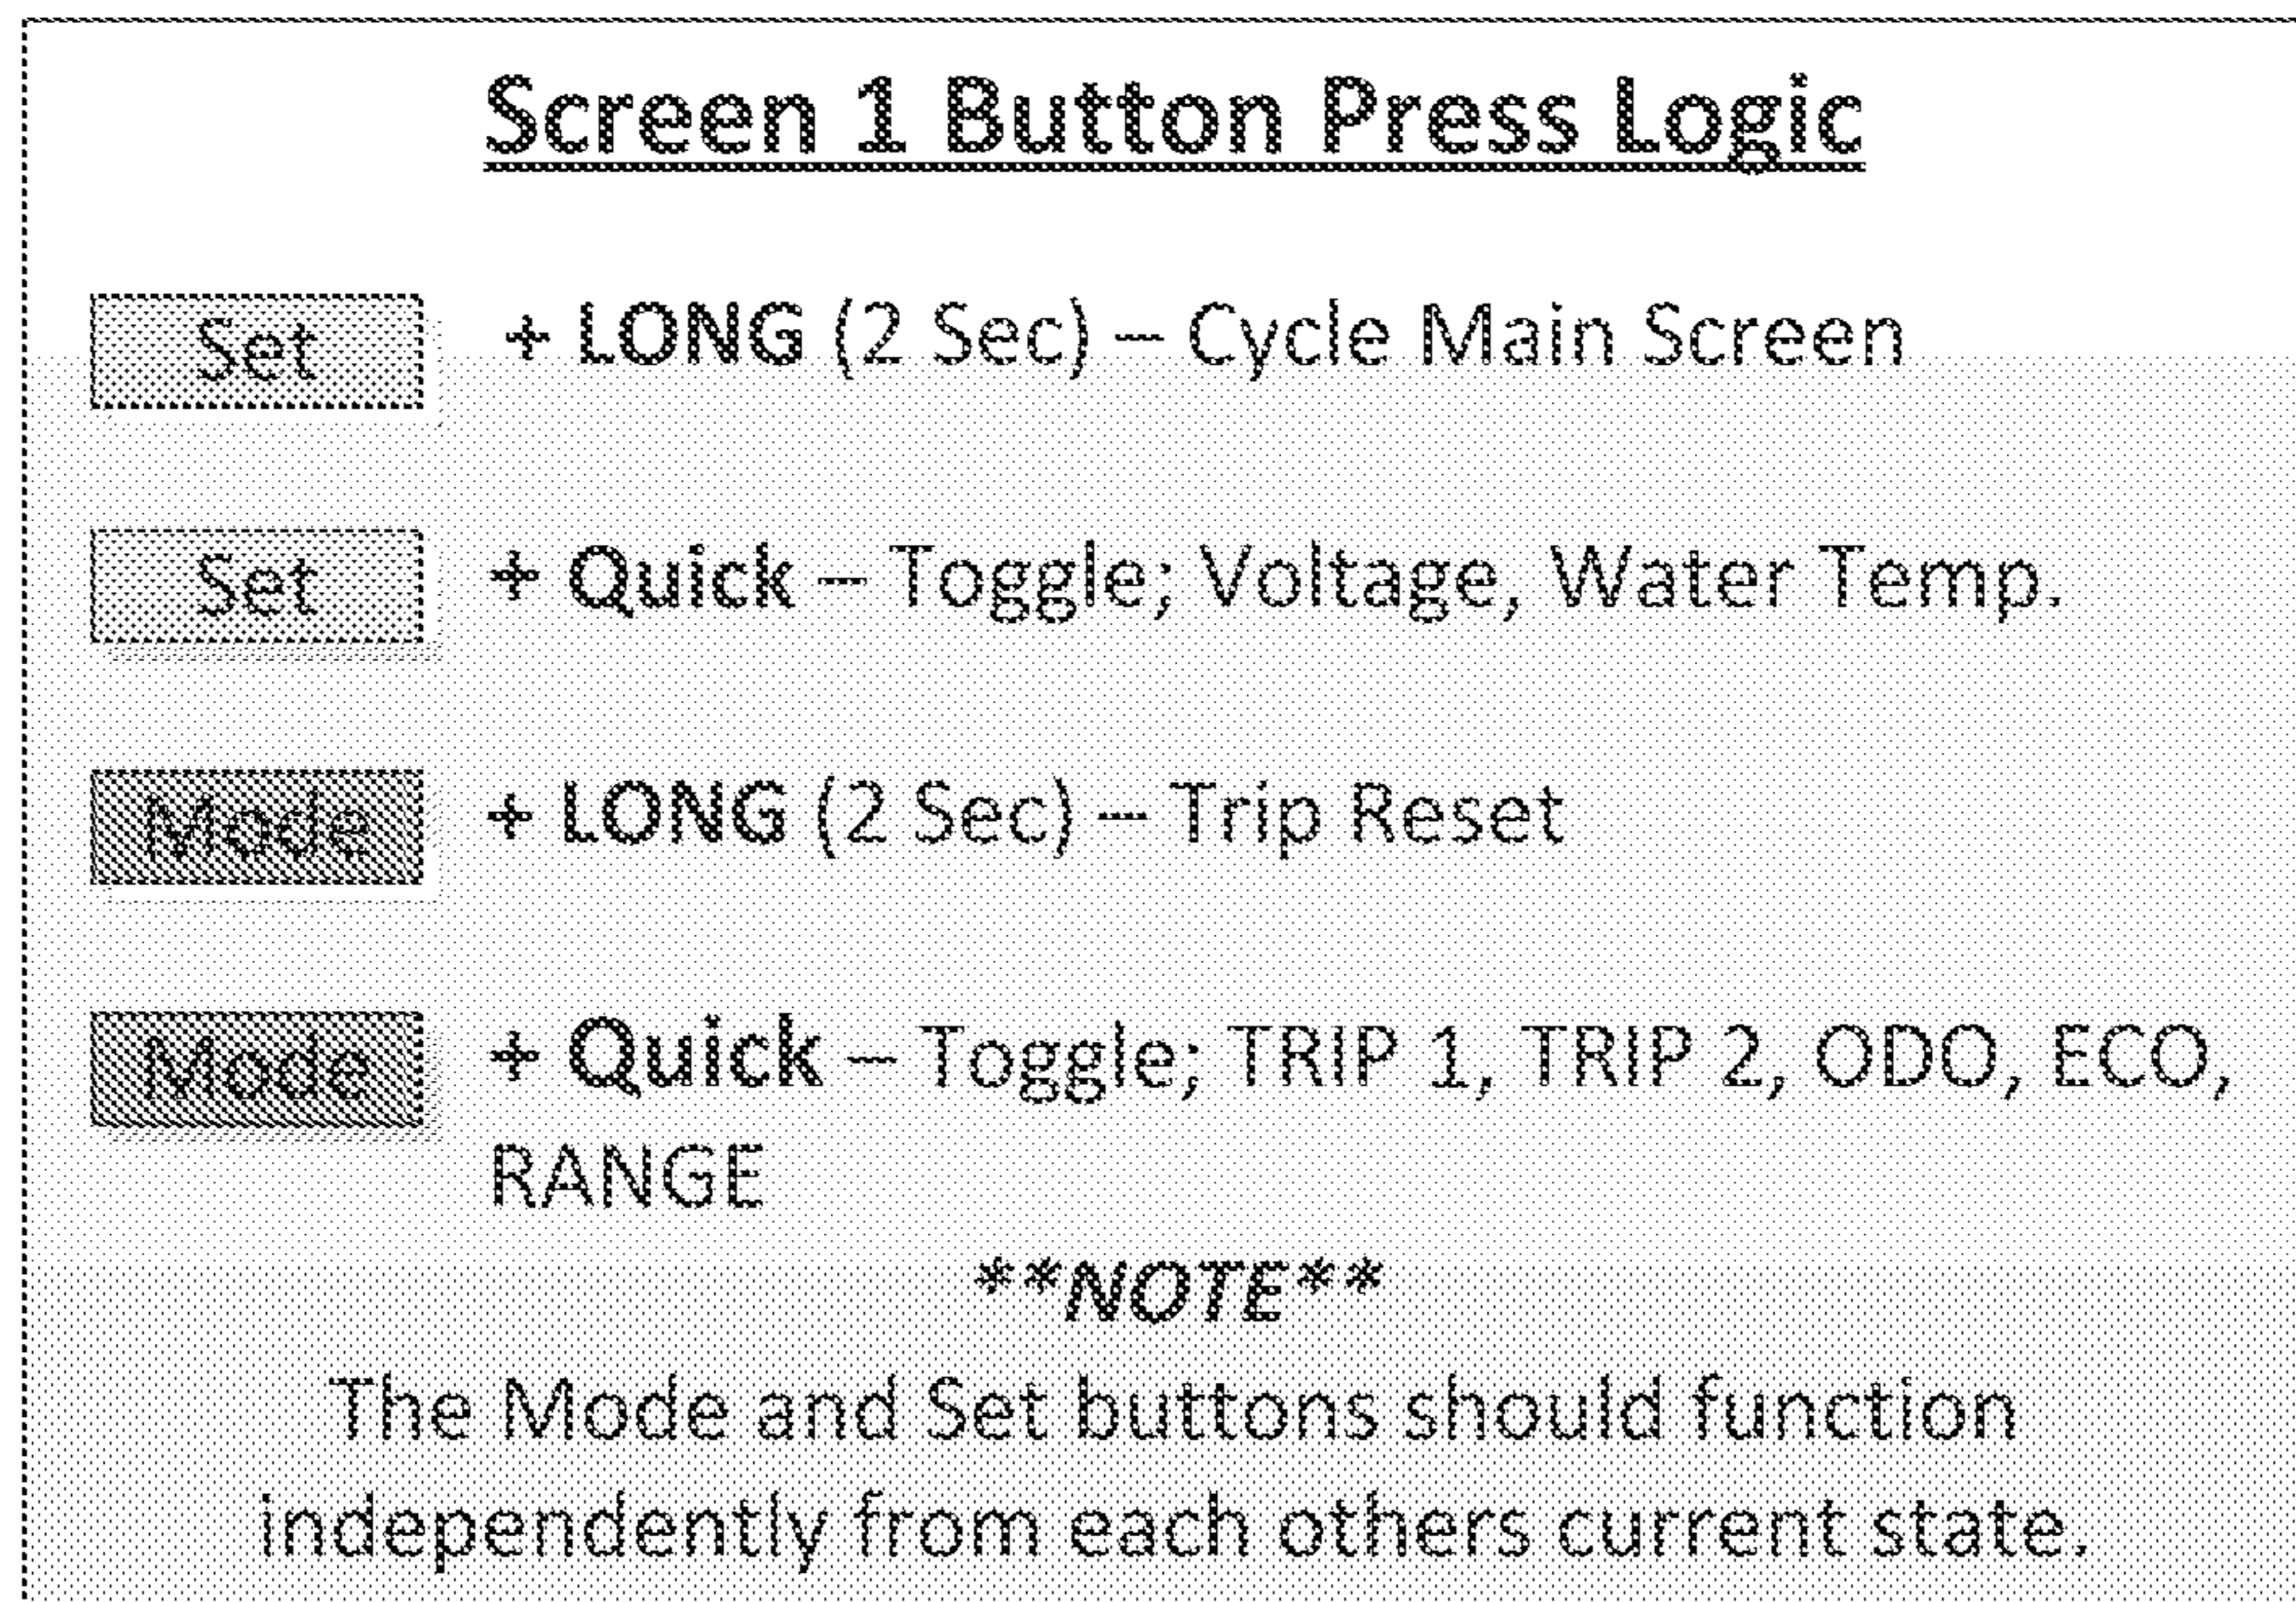 Screen 1 Button Press Logic
Set + LONG (2 Sec) – Cycle Main Screen
Set + Quick – Toggle; Voltage, Water Temp.
Mode + LONG (2 Sec) – Trip Reset
Mode + Quick – Toggle; TRIP 1, TRIP 2, ODO, ECO,
RANGE
**NOTE**
The Mode and Set buttons should function
independently from each others current state.